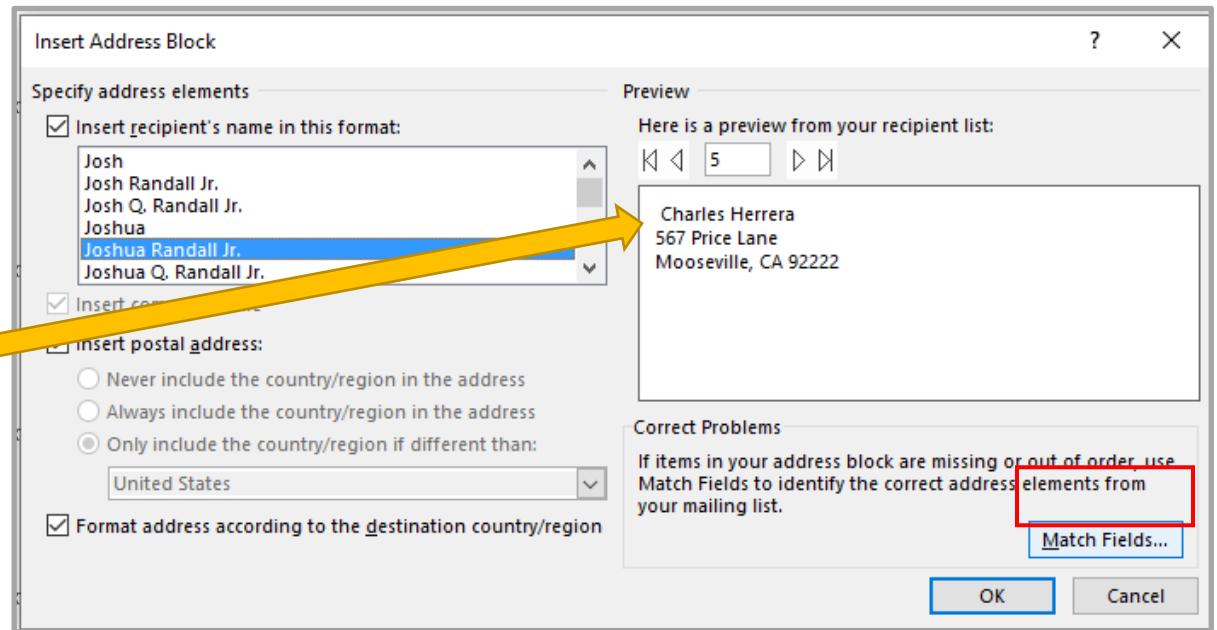 Insert Address Block
?
Specify address elements
Insert recipient's name in this format:
Josh
Josh Randall Jr.
Josh Q. Randall Jr.
Joshua
Joshua Randall Jr.
Joshua Q. Randall Jr.
Insert
Insert postal address:
Never include the country/region in the address
Always include the country/region in the address
Only include the country/region if different than:
United States
Format address according to the destination country/region
Preview
Here is a preview from your recipient list:
5
Charles Herrera
567 Price Lane
Mooseville, CA 92222
Correct Problems
If items in your address block are missing or out of order, use
Match Fields to identify the correct address elements from
your mailing list.
Match Fields...
OK
Cancel